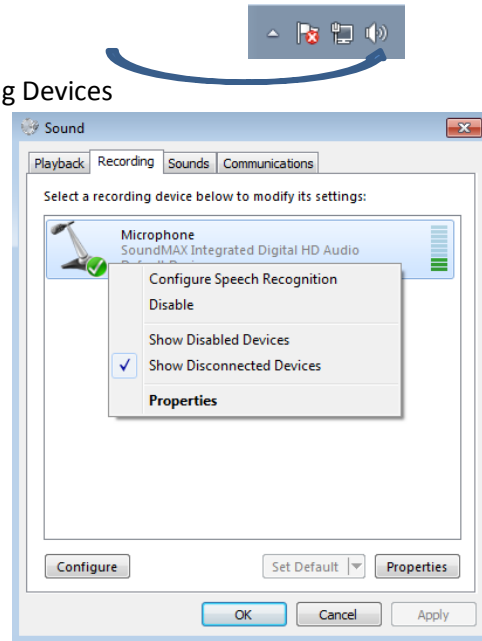 g Devices
Sound
Playback Recording Sounds Communications
Select a recording device below to modify its settings:
Microphone
SoundMAX Integrated Digital HD Audio
Configure Speech Recognition
Disable
Show Disabled Devices
Show Disconnected Devices
Properties
Configure Set Default Properties
OK Cancel Apply